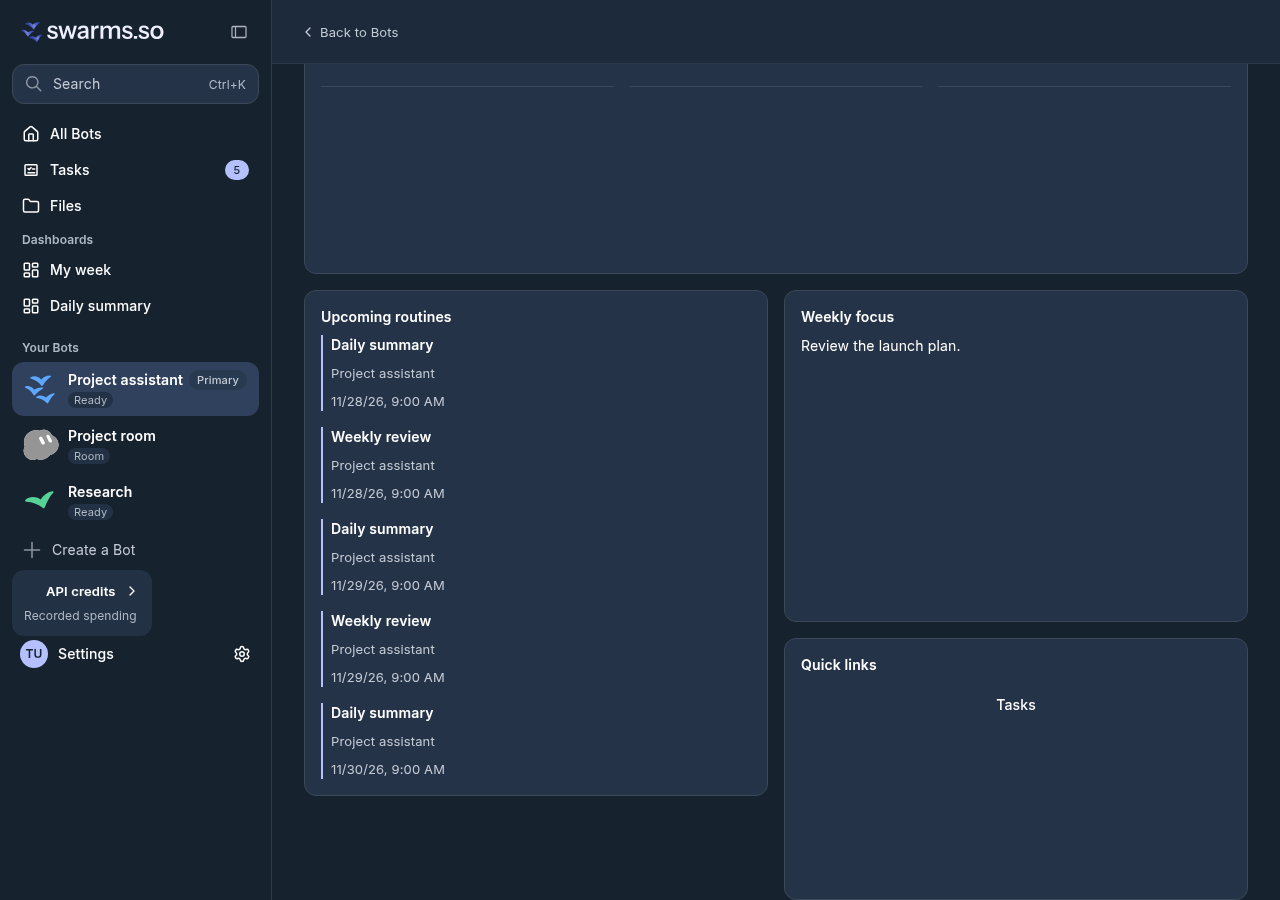 swarms.so
Search Ctrl+K
All Bots
Tasks 5
Files
Dashboards
My week
Daily summary
Your Bots
Project assistant Primary
Ready
Project room
Room
Research
Ready
Create a Bot
API credits
Recorded spending
TU Settings
Back to Bots
Upcoming routines
Daily summary
Project assistant
11/28/26, 9:00 AM
Weekly review
Project assistant
11/28/26, 9:00 AM
Daily summary
Project assistant
11/29/26, 9:00 AM
Weekly review
Project assistant
11/29/26, 9:00 AM
Daily summary
Project assistant
11/30/26, 9:00 AM
Weekly focus
Review the launch plan.
Quick links
Tasks